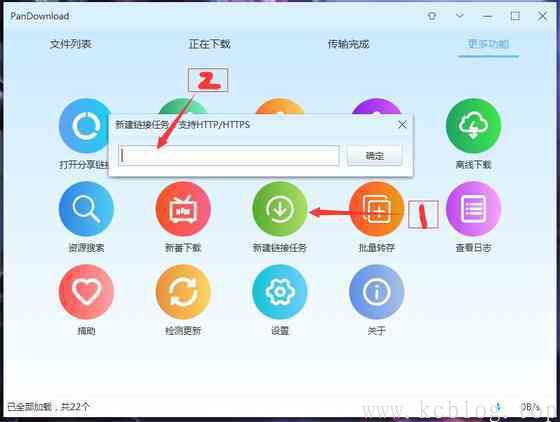 PanDownload
文件列表
正在下载
传输完成
更多功能
2
新建链接任务，支持HTTP/HTTPS
确定
打开分享链接
离线下载
1
资源搜索
新番下载
新建链接任务
批量转存
查看日志
捐助
检测更新
设置
关于
已全部加载，共22个
0B/s
www.kcblog.top